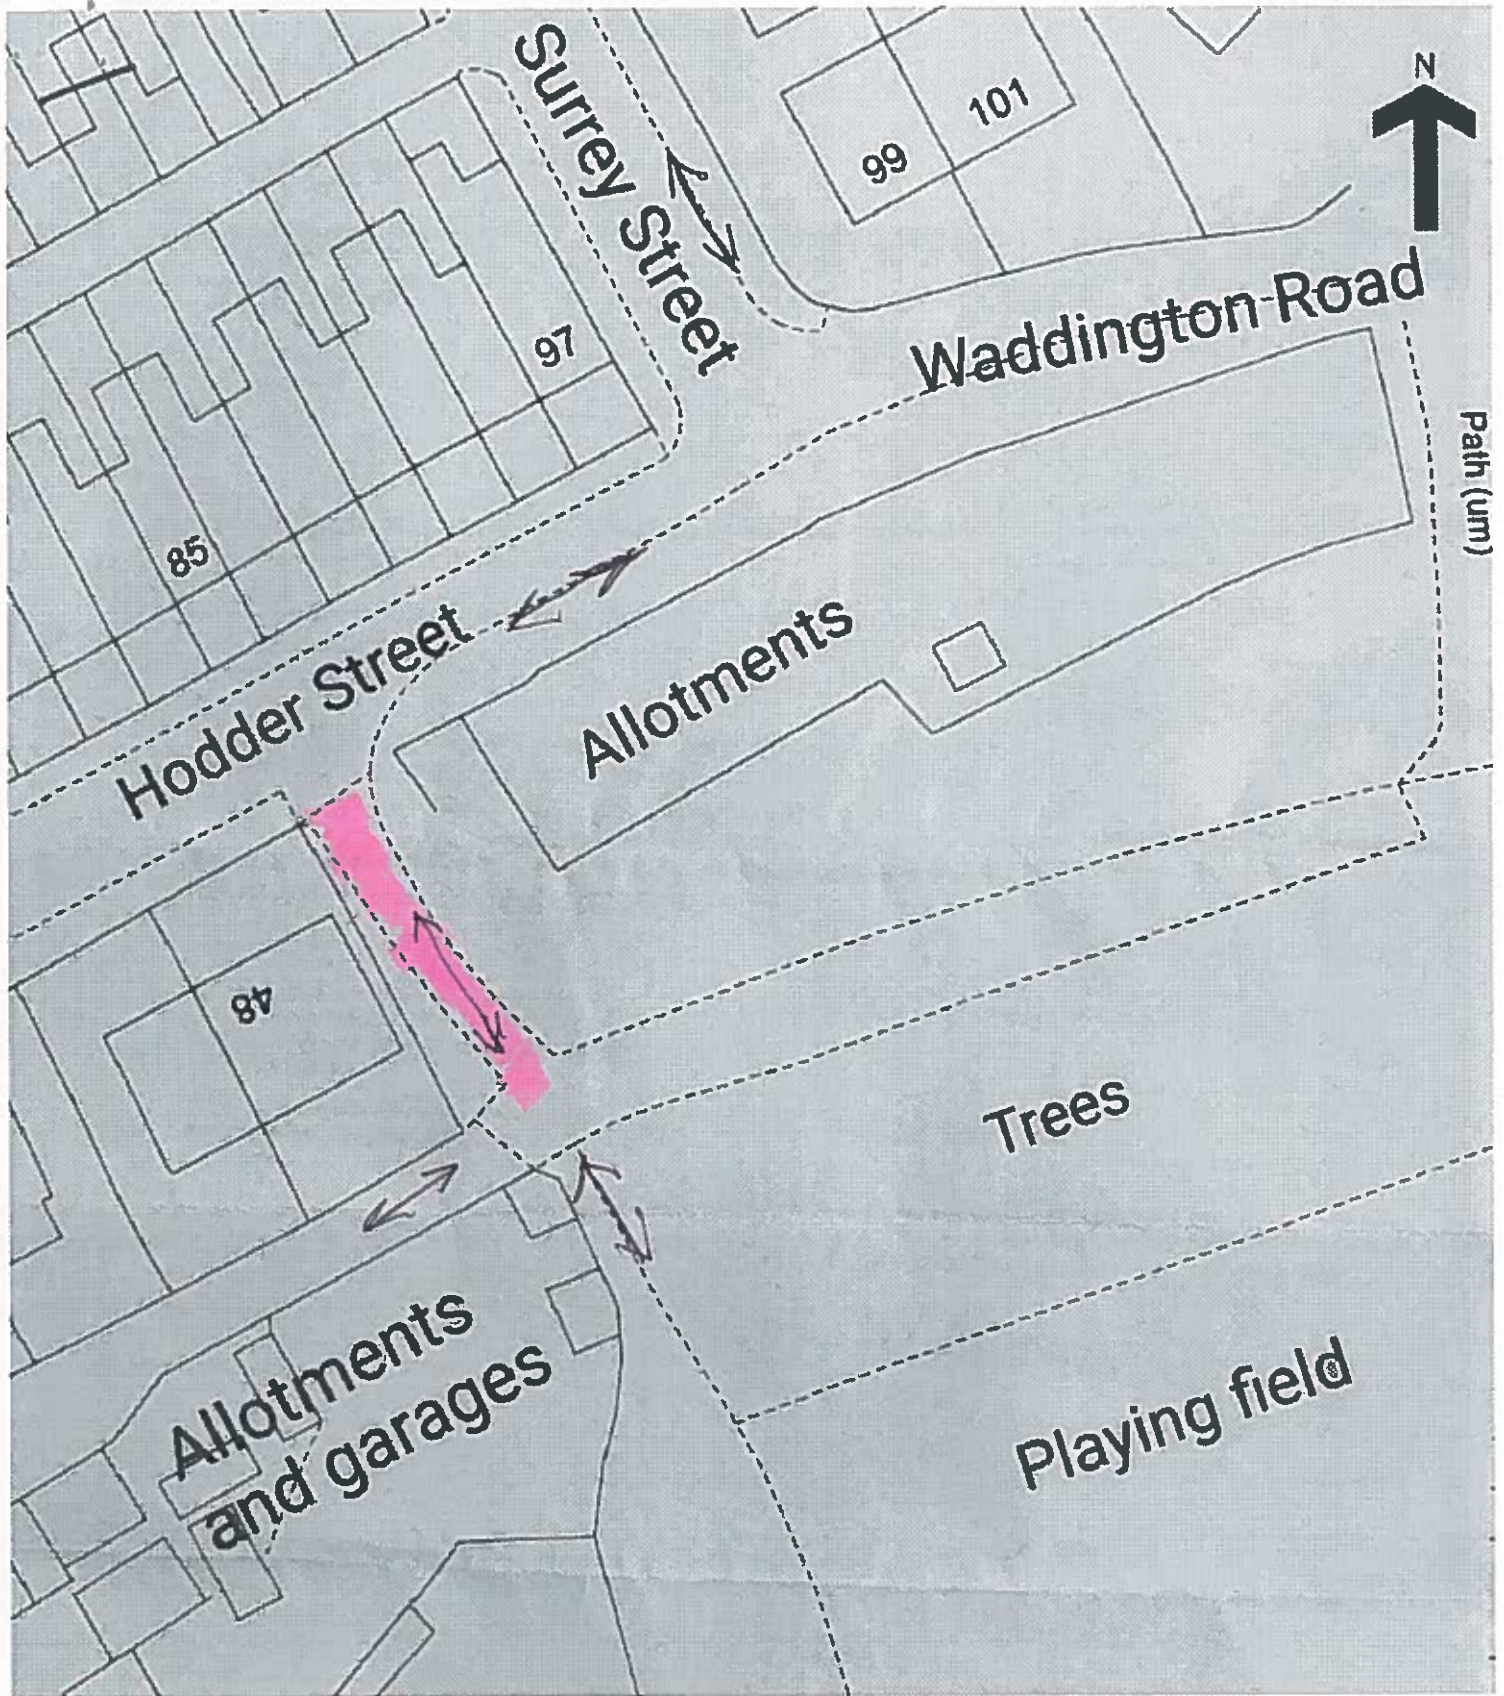 N
Surrey Street
101
99
Waddington Road
97
Path (um)
85
Hodder Street
Allotments
48
Trees
Allotments
and garages
Playing field